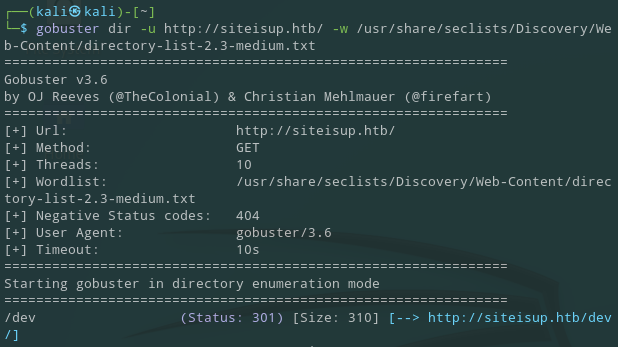 ┌──(kali㉿kali)-[~]
└─$ gobuster dir -u http://siteisup.htb/ -w /usr/share/seclists/Discovery/We
b-Content/directory-list-2.3-medium.txt
===============================================================
Gobuster v3.6
by OJ Reeves (@TheColonial) & Christian Mehlmauer (@firefart)
===============================================================
[+] Url:                     http://siteisup.htb/
[+] Method:                  GET
[+] Threads:                 10
[+] Wordlist:                /usr/share/seclists/Discovery/Web-Content/direc
tory-list-2.3-medium.txt
[+] Negative Status codes:   404
[+] User Agent:              gobuster/3.6
[+] Timeout:                 10s
===============================================================
Starting gobuster in directory enumeration mode
===============================================================
/dev                  (Status: 301) [Size: 310] [--> http://siteisup.htb/dev
/]